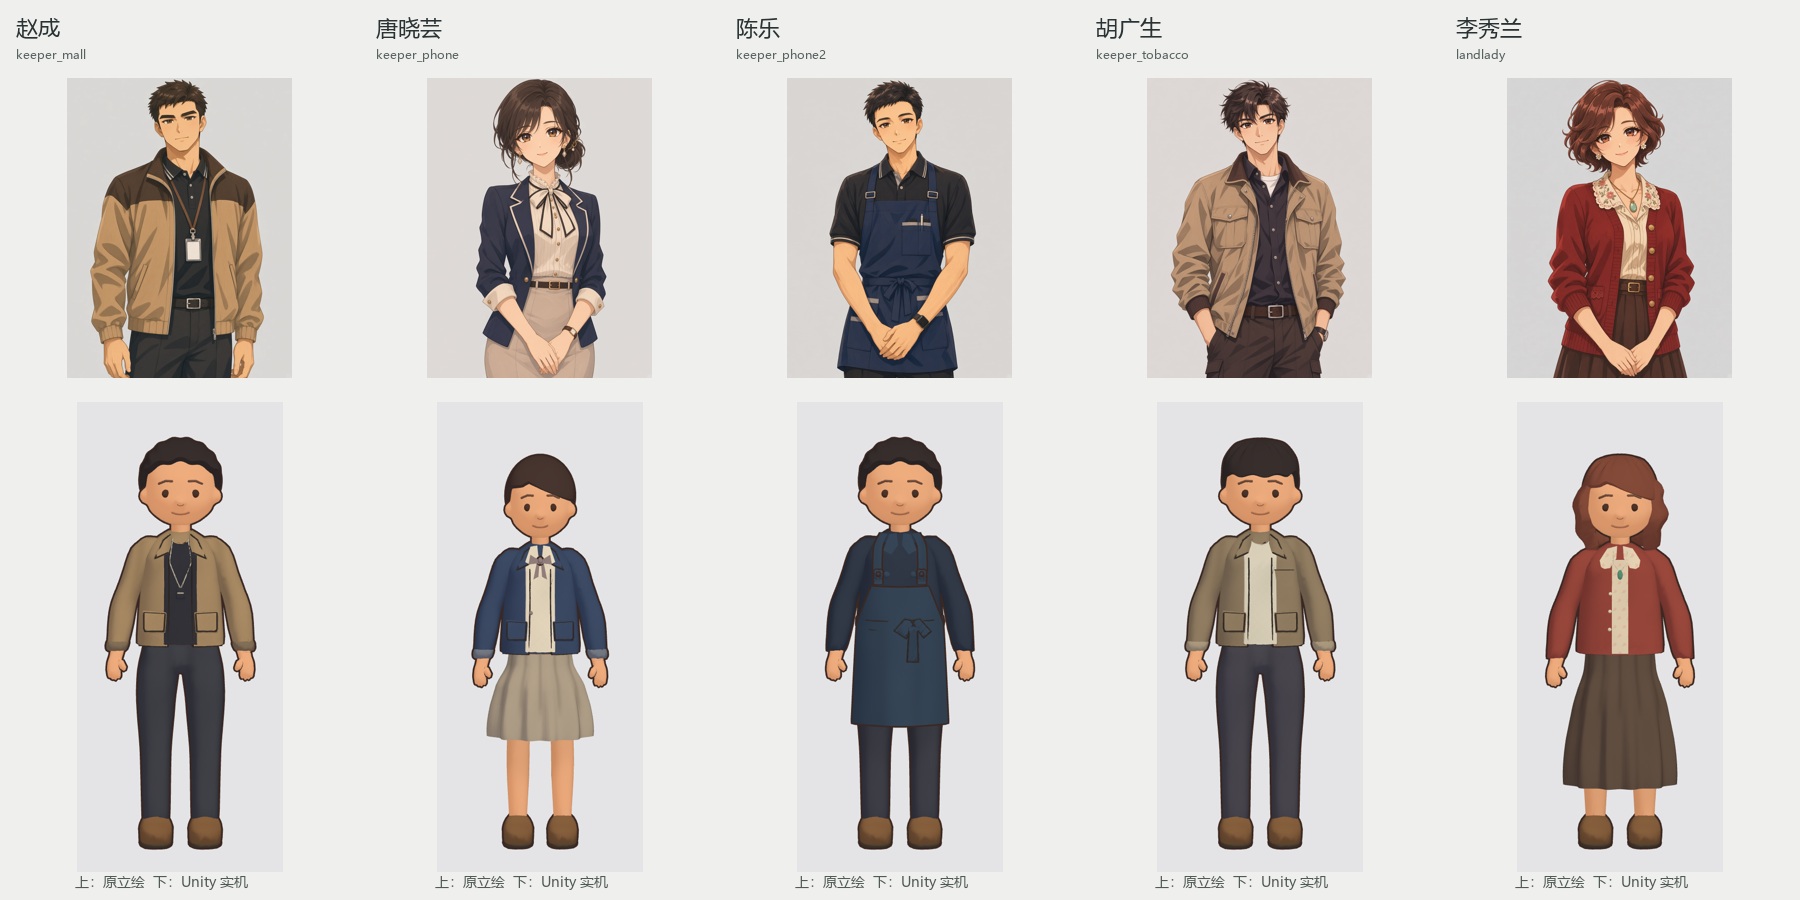 赵成
keeper_mall
唐晓芸
keeper_phone
陈乐
keeper_phone2
胡广生
keeper_tobacco
李秀兰
landlady
上：原立绘 下：Unity 实机
上：原立绘 下：Unity 实机
上：原立绘 下：Unity 实机
上：原立绘 下：Unity 实机
上：原立绘 下：Unity 实机